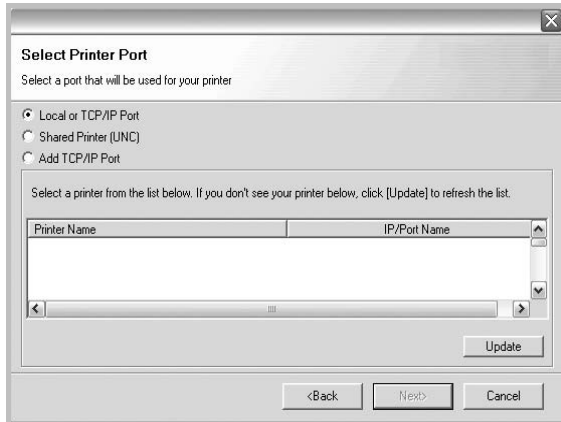 Select Printer Port
Select a port that will be used for your printer
Local or TCP/IP Port
Shared Printer (UNC)
Add TCP/IP Port
Select a printer from the list below. If you don't see your printer below, click [Update] to refresh the list.
Printer Name IP/Port Name
Update
<Back Next> Cancel